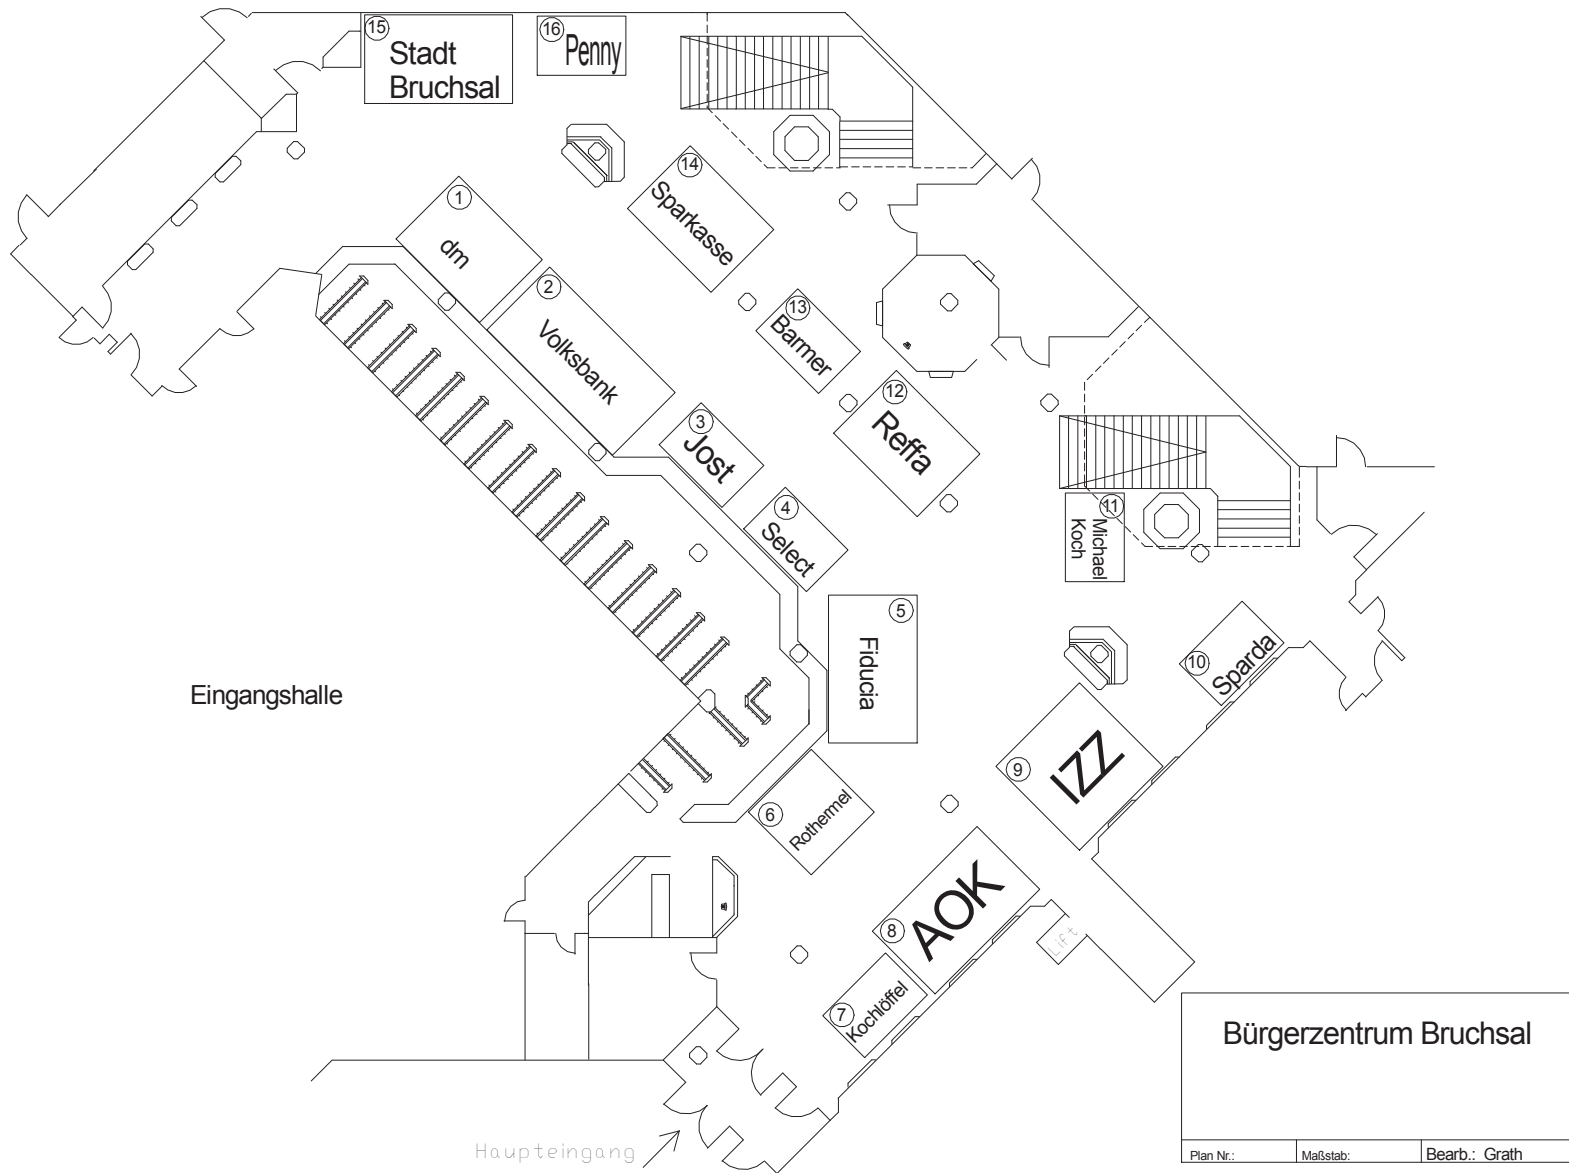 15
Stadt
Bruchsal
16
Penny
14
Sparkasse
1
dm
2
Volksbank
13
Barmer
12
Reffa
3
Jost
4
Select
11
Michael
Koch
5
Fiducia
10
Sparda
Eingangshalle
9
IZZ
6
Rothermel
8
AOK
Lift
7
Kochlöffel
Haupteingang
Bürgerzentrum Bruchsal
Plan Nr.:
Maßstab:
Bearb.: Grath